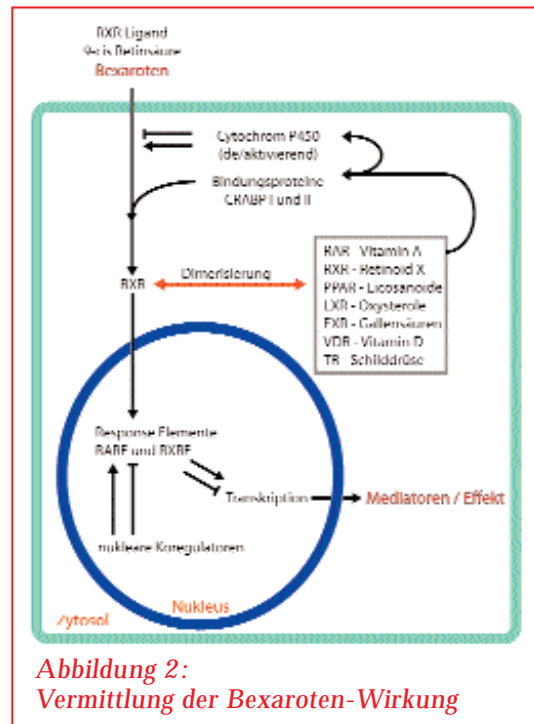 RXR Ligand
9-cis Retinsäure
Bexaroten
Cytochrom P450
(de/aktivierend)
Bindungsproteine
CRABP I und II
RAR - Vitamin A
RXR - Retinoid X
PPAR - Licosanoide
LXR - Oxysterole
FXR - Gallensäuren
VDR - Vitamin D
TR - Schilddrüse
Dimerisierung
RXR
Response Elemente
RARE und RXRE
Transkription
Mediatoren / Effekt
nukleäre Koregulatoren
Nukleus
Zytosol
Abbildung 2:
Vermittlung der Bexaroten-Wirkung